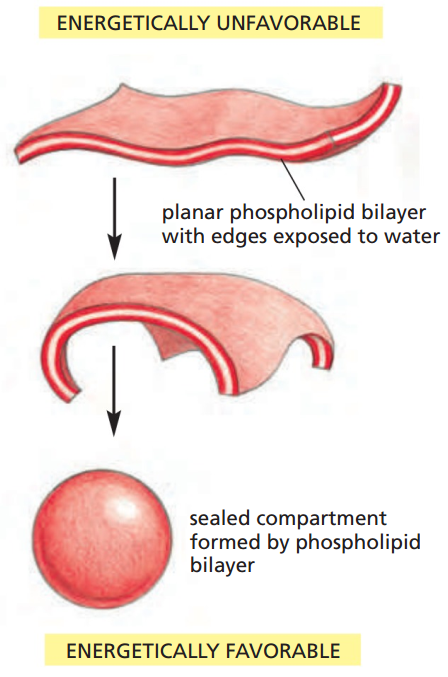 ENERGETICALLY UNFAVORABLE
planar phospholipid bilayer
with edges exposed to water
sealed compartment
formed by phospholipid
bilayer
ENERGETICALLY FAVORABLE